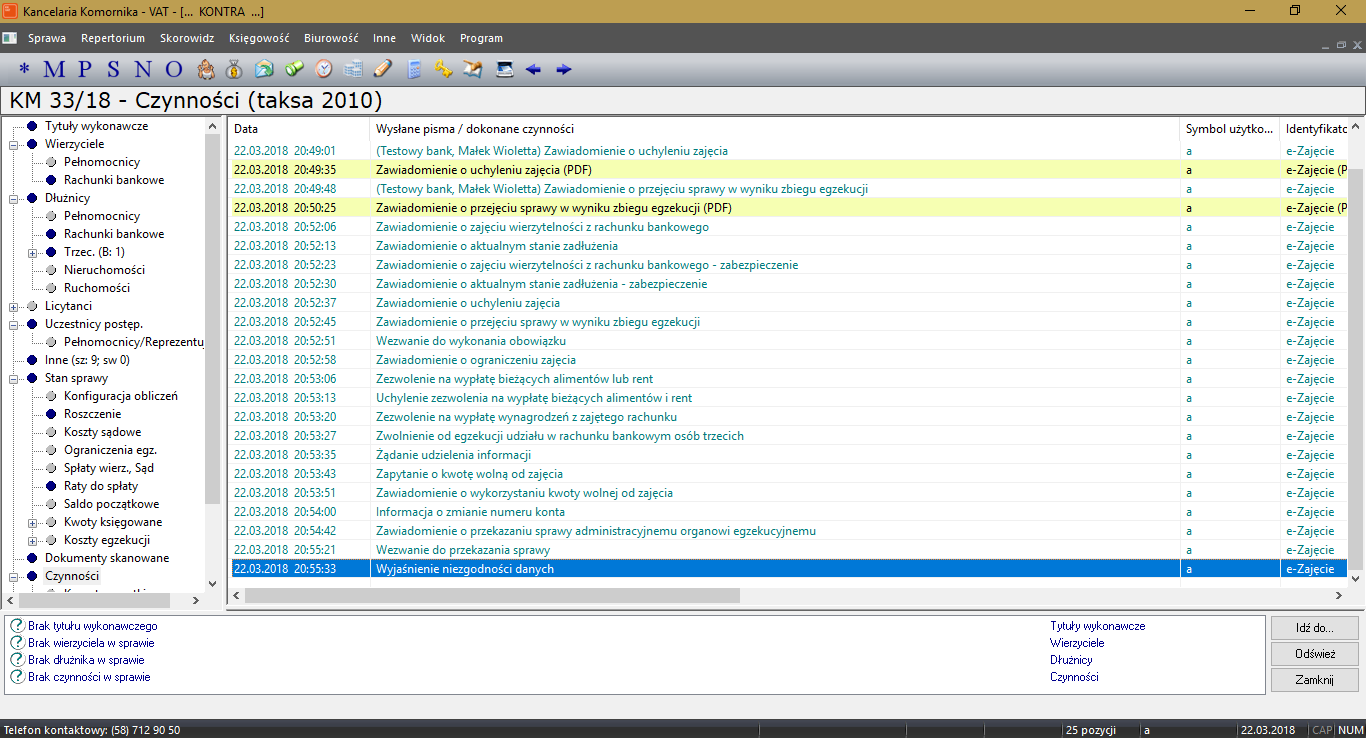 Kancelaria Komornika - VAT - [... KONTRA ...]
Sprawa Repertorium Skorowidz Księgowość Biurowość Inne Widok Program
* M P S N O
KM 33/18 - Czynności (taksa 2010)
Tytuły wykonawcze
Wierzyciele
Pełnomocnicy
Rachunki bankowe
Dłużnicy
Pełnomocnicy
Rachunki bankowe
Trzec. (B: 1)
Nieruchomości
Ruchomości
Licytanci
Uczestnicy postęp.
Pełnomocnicy/Reprezentuj
Inne (sz: 9; sw 0)
Stan sprawy
Konfiguracja obliczeń
Roszczenie
Koszty sądowe
Ograniczenia egz.
Spłaty wierz., Sąd
Raty do spłaty
Saldo początkowe
Kwoty księgowane
Koszty egzekucji
Dokumenty skanowane
Czynności
Data Wysłane pisma / dokonane czynności Symbol użytko... Identyfikato
22.03.2018 20:49:01 (Testowy bank, Małek Wioletta) Zawiadomienie o uchyleniu zajęcia a e-Zajęcie
22.03.2018 20:49:35 Zawiadomienie o uchyleniu zajęcia (PDF) a e-Zajęcie (P
22.03.2018 20:49:48 (Testowy bank, Małek Wioletta) Zawiadomienie o przejęciu sprawy w wyniku zbiegu egzekucji a e-Zajęcie
22.03.2018 20:50:25 Zawiadomienie o przejęciu sprawy w wyniku zbiegu egzekucji (PDF) a e-Zajęcie (P
22.03.2018 20:52:06 Zawiadomienie o zajęciu wierzytelności z rachunku bankowego a e-Zajęcie
22.03.2018 20:52:13 Zawiadomienie o aktualnym stanie zadłużenia a e-Zajęcie
22.03.2018 20:52:23 Zawiadomienie o zajęciu wierzytelności z rachunku bankowego - zabezpieczenie a e-Zajęcie
22.03.2018 20:52:30 Zawiadomienie o aktualnym stanie zadłużenia - zabezpieczenie a e-Zajęcie
22.03.2018 20:52:37 Zawiadomienie o uchyleniu zajęcia a e-Zajęcie
22.03.2018 20:52:45 Zawiadomienie o przejęciu sprawy w wyniku zbiegu egzekucji a e-Zajęcie
22.03.2018 20:52:51 Wezwanie do wykonania obowiązku a e-Zajęcie
22.03.2018 20:52:58 Zawiadomienie o ograniczeniu zajęcia a e-Zajęcie
22.03.2018 20:53:06 Zezwolenie na wypłatę bieżących alimentów lub rent a e-Zajęcie
22.03.2018 20:53:13 Uchylenie zezwolenia na wypłatę bieżących alimentów i rent a e-Zajęcie
22.03.2018 20:53:20 Zezwolenie na wypłatę wynagrodzeń z zajętego rachunku a e-Zajęcie
22.03.2018 20:53:27 Zwolnienie od egzekucji udziału w rachunku bankowym osób trzecich a e-Zajęcie
22.03.2018 20:53:35 Żądanie udzielenia informacji a e-Zajęcie
22.03.2018 20:53:43 Zapytanie o kwotę wolną od zajęcia a e-Zajęcie
22.03.2018 20:53:51 Zawiadomienie o wykorzystaniu kwoty wolnej od zajęcia a e-Zajęcie
22.03.2018 20:54:00 Informacja o zmianie numeru konta a e-Zajęcie
22.03.2018 20:54:42 Zawiadomienie o przekazaniu sprawy administracyjnemu organowi egzekucyjnemu a e-Zajęcie
22.03.2018 20:55:21 Wezwanie do przekazania sprawy a e-Zajęcie
22.03.2018 20:55:33 Wyjaśnienie niezgodności danych a e-Zajęcie
Brak tytułu wykonawczego Tytuły wykonawcze
Brak wierzyciela w sprawie Wierzyciele
Brak dłużnika w sprawie Dłużnicy
Brak czynności w sprawie Czynności
Idź do...
Odśwież
Zamknij
Telefon kontaktowy: (58) 712 90 50 25 pozycji a 22.03.2018 CAP NUM